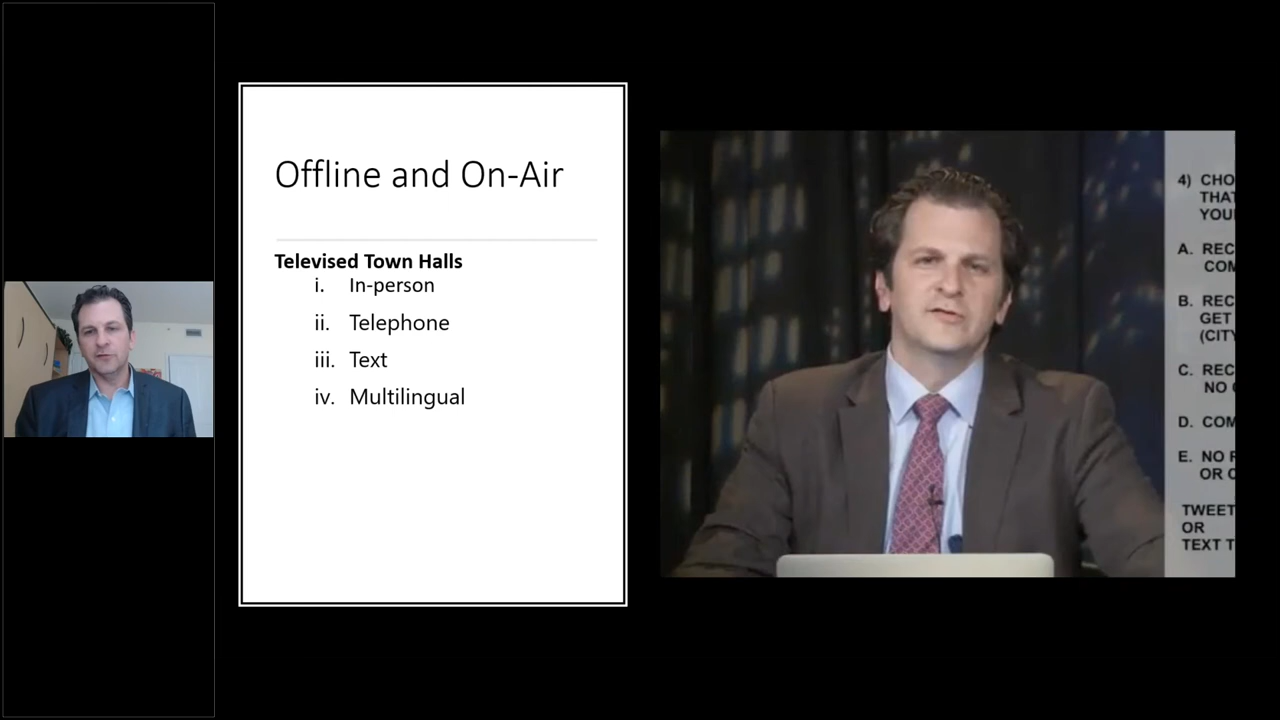 Offline and On-Air
Televised Town Halls
i. In-person
ii. Telephone
iii. Text
iv. Multilingual
4) CHO
THAT
YOU
A. REC
COM
B. REC
GET
(CITY
C. REC
NO
D. COM
E. NO
OR
TWEET
OR
TEXT T